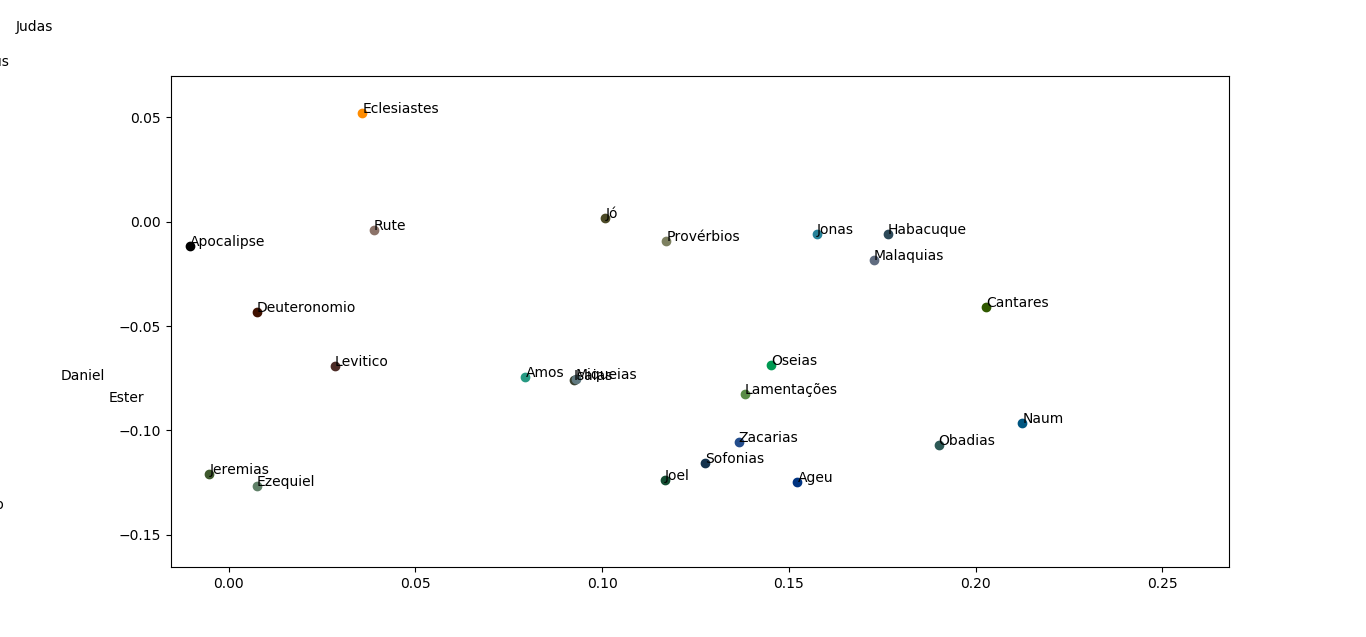 Judas
Eclesiastes
0.05
Jó
0.00
Rute
Jonas
Habacuque
Provérbios
Apocalipse
Malaquias
Cantares
Deuteronomio
−0.05
Oseias
Levitico
Amos
Miqueias
Daniel
Lamentações
Ester
Naum
−0.10
Zacarias
Obadias
Sofonias
Jeremias
Joel
Ageu
Ezequiel
−0.15
0.00 0.05 0.10 0.15 0.20 0.25